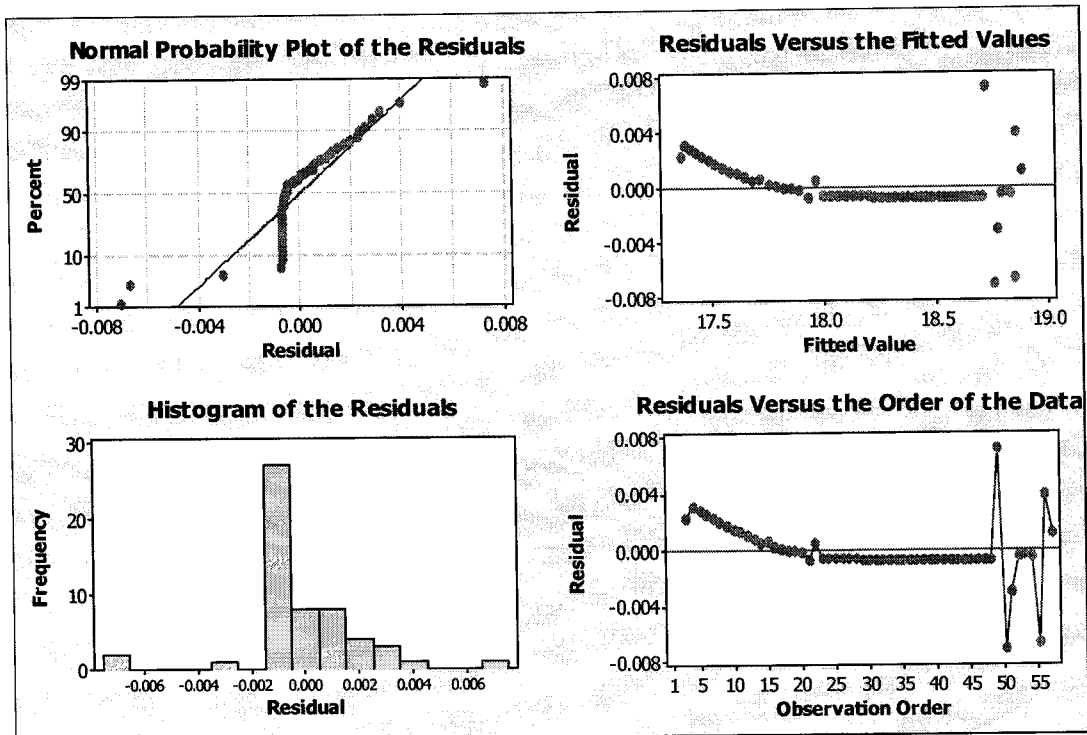 Normal Probability Plot of the Residuals
99
90
50
10
1
Percent
-0.008
-0.004
0.000
0.004
0.008
Residual
Residuals Versus the Fitted Values
0.008
0.004
0.000
-0.004
-0.008
Residual
17.5
18.0
18.5
19.0
Fitted Value
Histogram of the Residuals
30
20
10
0
Frequency
-0.006
-0.004
-0.002
0.000
0.002
0.004
0.006
Residual
Residuals Versus the Order of the Data
0.008
0.004
0.000
-0.004
-0.008
Residual
1 5 10 15 20 25 30 35 40 45 50 55
Observation Order